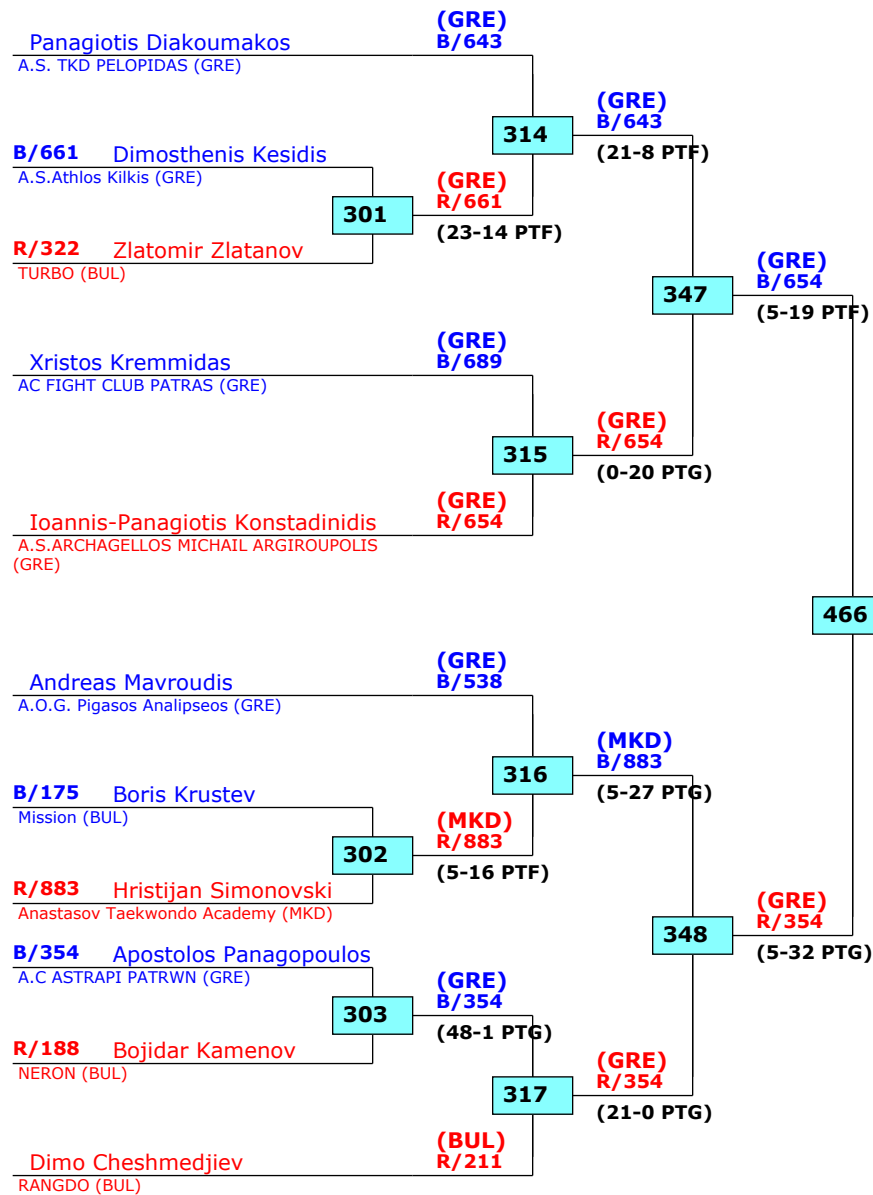 (GRE)
Panagiotis Diakoumakos B/643
A.S. TKD PELOPIDAS (GRE)
(GRE)
314 B/643
(21-8 PTF)
B/661 Dimosthenis Kesidis
A.S.Athlos Kilkis (GRE)
(GRE)
301 R/661
(23-14 PTF)
R/322 Zlatomir Zlatanov
TURBO (BUL)
(GRE)
347 B/654
(5-19 PTF)
(GRE)
Xristos Kremmidas B/689
AC FIGHT CLUB PATRAS (GRE)
(GRE)
315 R/654
(0-20 PTG)
(GRE)
Ioannis-Panagiotis Konstadinidis R/654
A.S.ARCHAGELLOS MICHAIL ARGIROUPOLIS
(GRE)
466
(GRE)
Andreas Mavroudis B/538
A.O.G. Pigasos Analipseos (GRE)
(MKD)
316 B/883
(5-27 PTG)
B/175 Boris Krustev
Mission (BUL)
(MKD)
302 R/883
(5-16 PTF)
R/883 Hristijan Simonovski
Anastasov Taekwondo Academy (MKD)
(GRE)
348 R/354
(5-32 PTG)
B/354 Apostolos Panagopoulos
A.C ASTRAPI PATRWN (GRE)
(GRE)
303 B/354
(48-1 PTG)
R/188 Bojidar Kamenov
NERON (BUL)
(GRE)
317 R/354
(21-0 PTG)
(BUL)
Dimo Cheshmedjiev R/211
RANGDO (BUL)